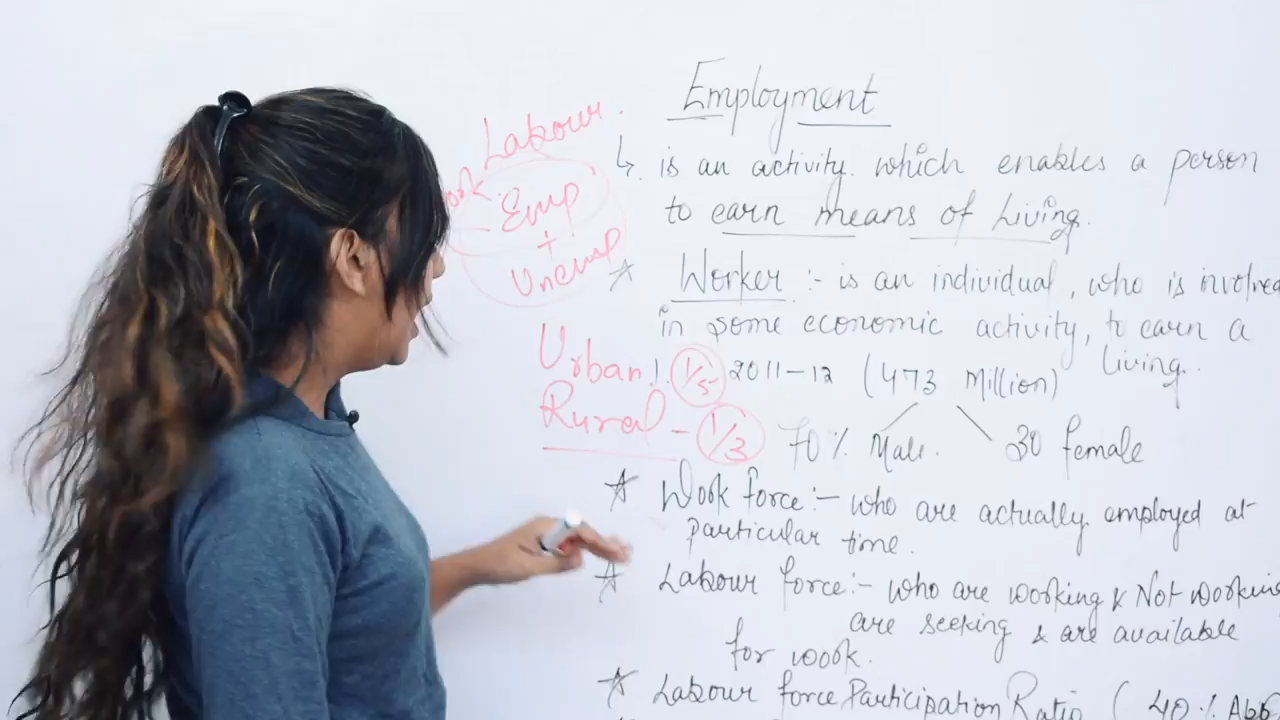 Employment
↳ is an activity which enables a person
to earn means of living.
Labour.
Emp
+
Unemp
☆ Worker :- is an individual, who is involved
in some economic activity, to earn a
living.
Urban 1/5
Rural - 1/3
2011-12 (473 Million)
70% Male. 30 female
☆ Work force :- who are actually employed at
particular time.
☆ Labour force :- who are working & Not working
are seeking & are available
for work.
☆ Labour force Participation Ratio (40%